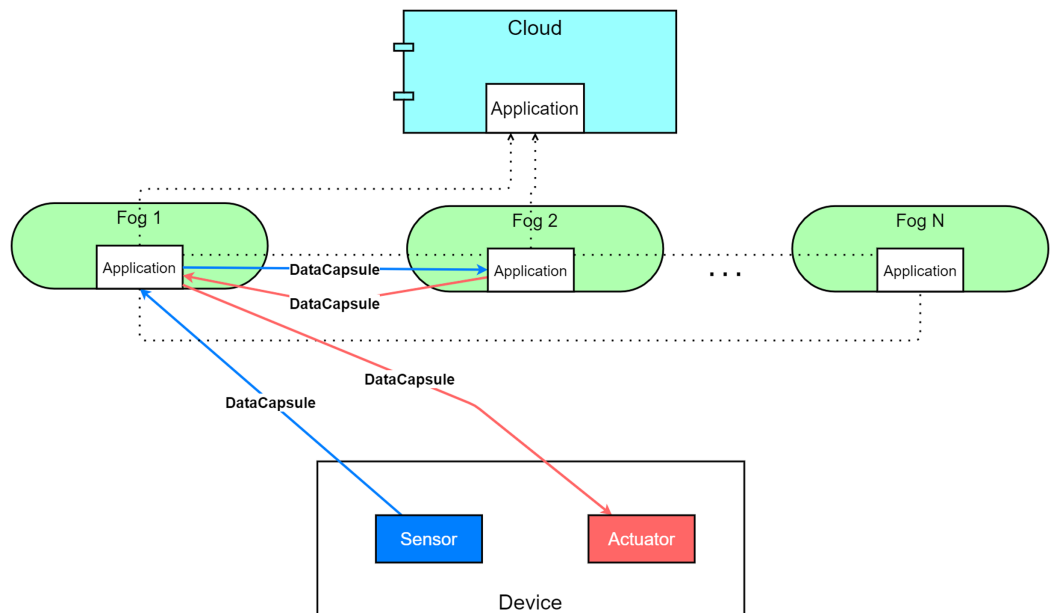 Cloud
Application
Fog 1
Fog 2
Fog N
Application
DataCapsule
Application
...
Application
DataCapsule
DataCapsule
DataCapsule
Sensor
Actuator
Device